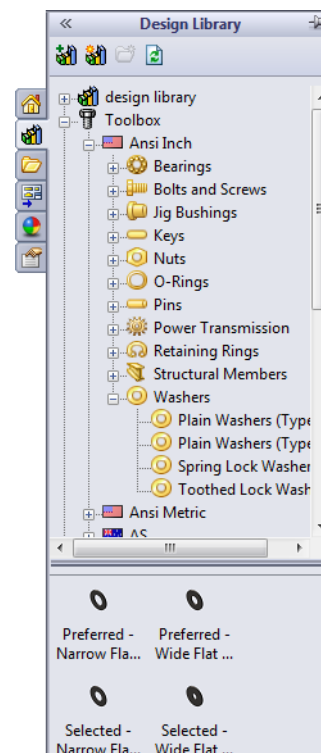 Design Library
design library
Toolbox
Ansi Inch
Bearings
Bolts and Screws
Jig Bushings
Keys
Nuts
O-Rings
Pins
Power Transmission
Retaining Rings
Structural Members
Washers
Plain Washers (Type
Plain Washers (Type
Spring Lock Washer
Toothed Lock Wash
Ansi Metric
AS
Preferred - Preferred -
Narrow Fla... Wide Flat ...
Selected - Selected -
Narrow Fla... Wide Flat ...